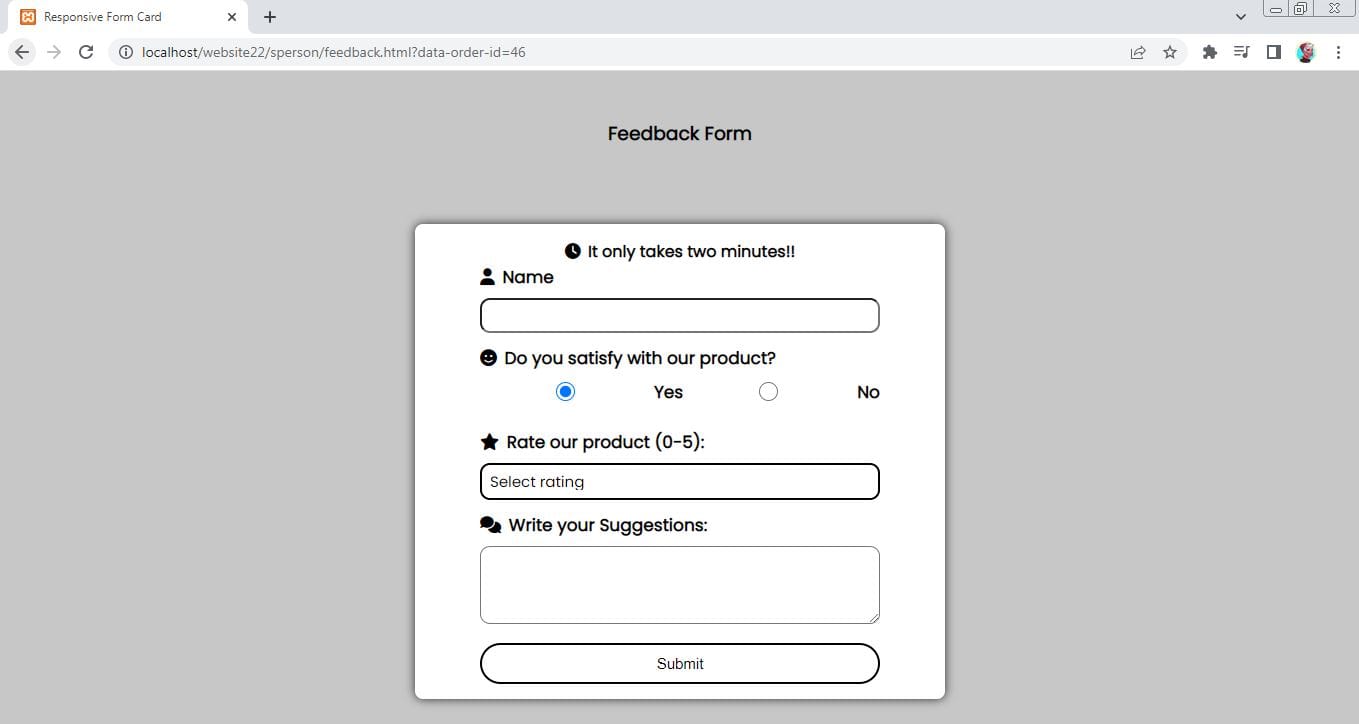 Responsive Form Card
localhost/website22/sperson/feedback.html?data-order-id=46
Feedback Form
It only takes two minutes!!
Name
Do you satisfy with our product?
Yes No
Rate our product (0-5):
Select rating
Write your Suggestions:
Submit